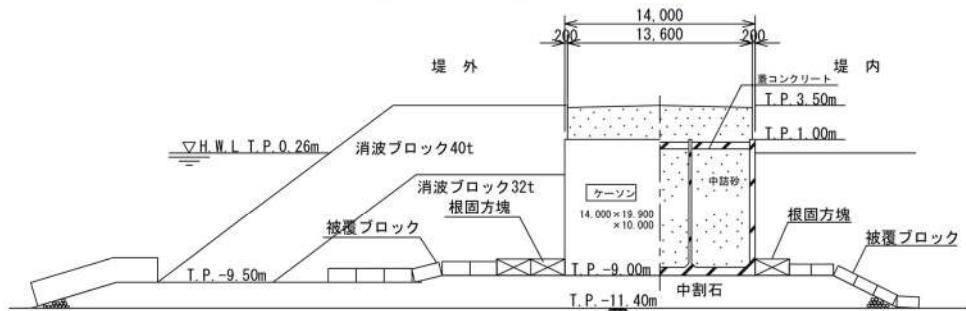 14,000
200
13,600
200
堤 外
堤 内
蓋コンクリート
T.P.3.50m
T.P.1.00m
▽H.W.L T.P.0.26m
消波ブロック40t
消波ブロック32t
根固方塊
被覆ブロック
ケーソン
14.000×19.900
×10.000
中詰砂
根固方塊
被覆ブロック
T.P.-9.50m
T.P.-9.00m
中割石
T.P.-11.40m